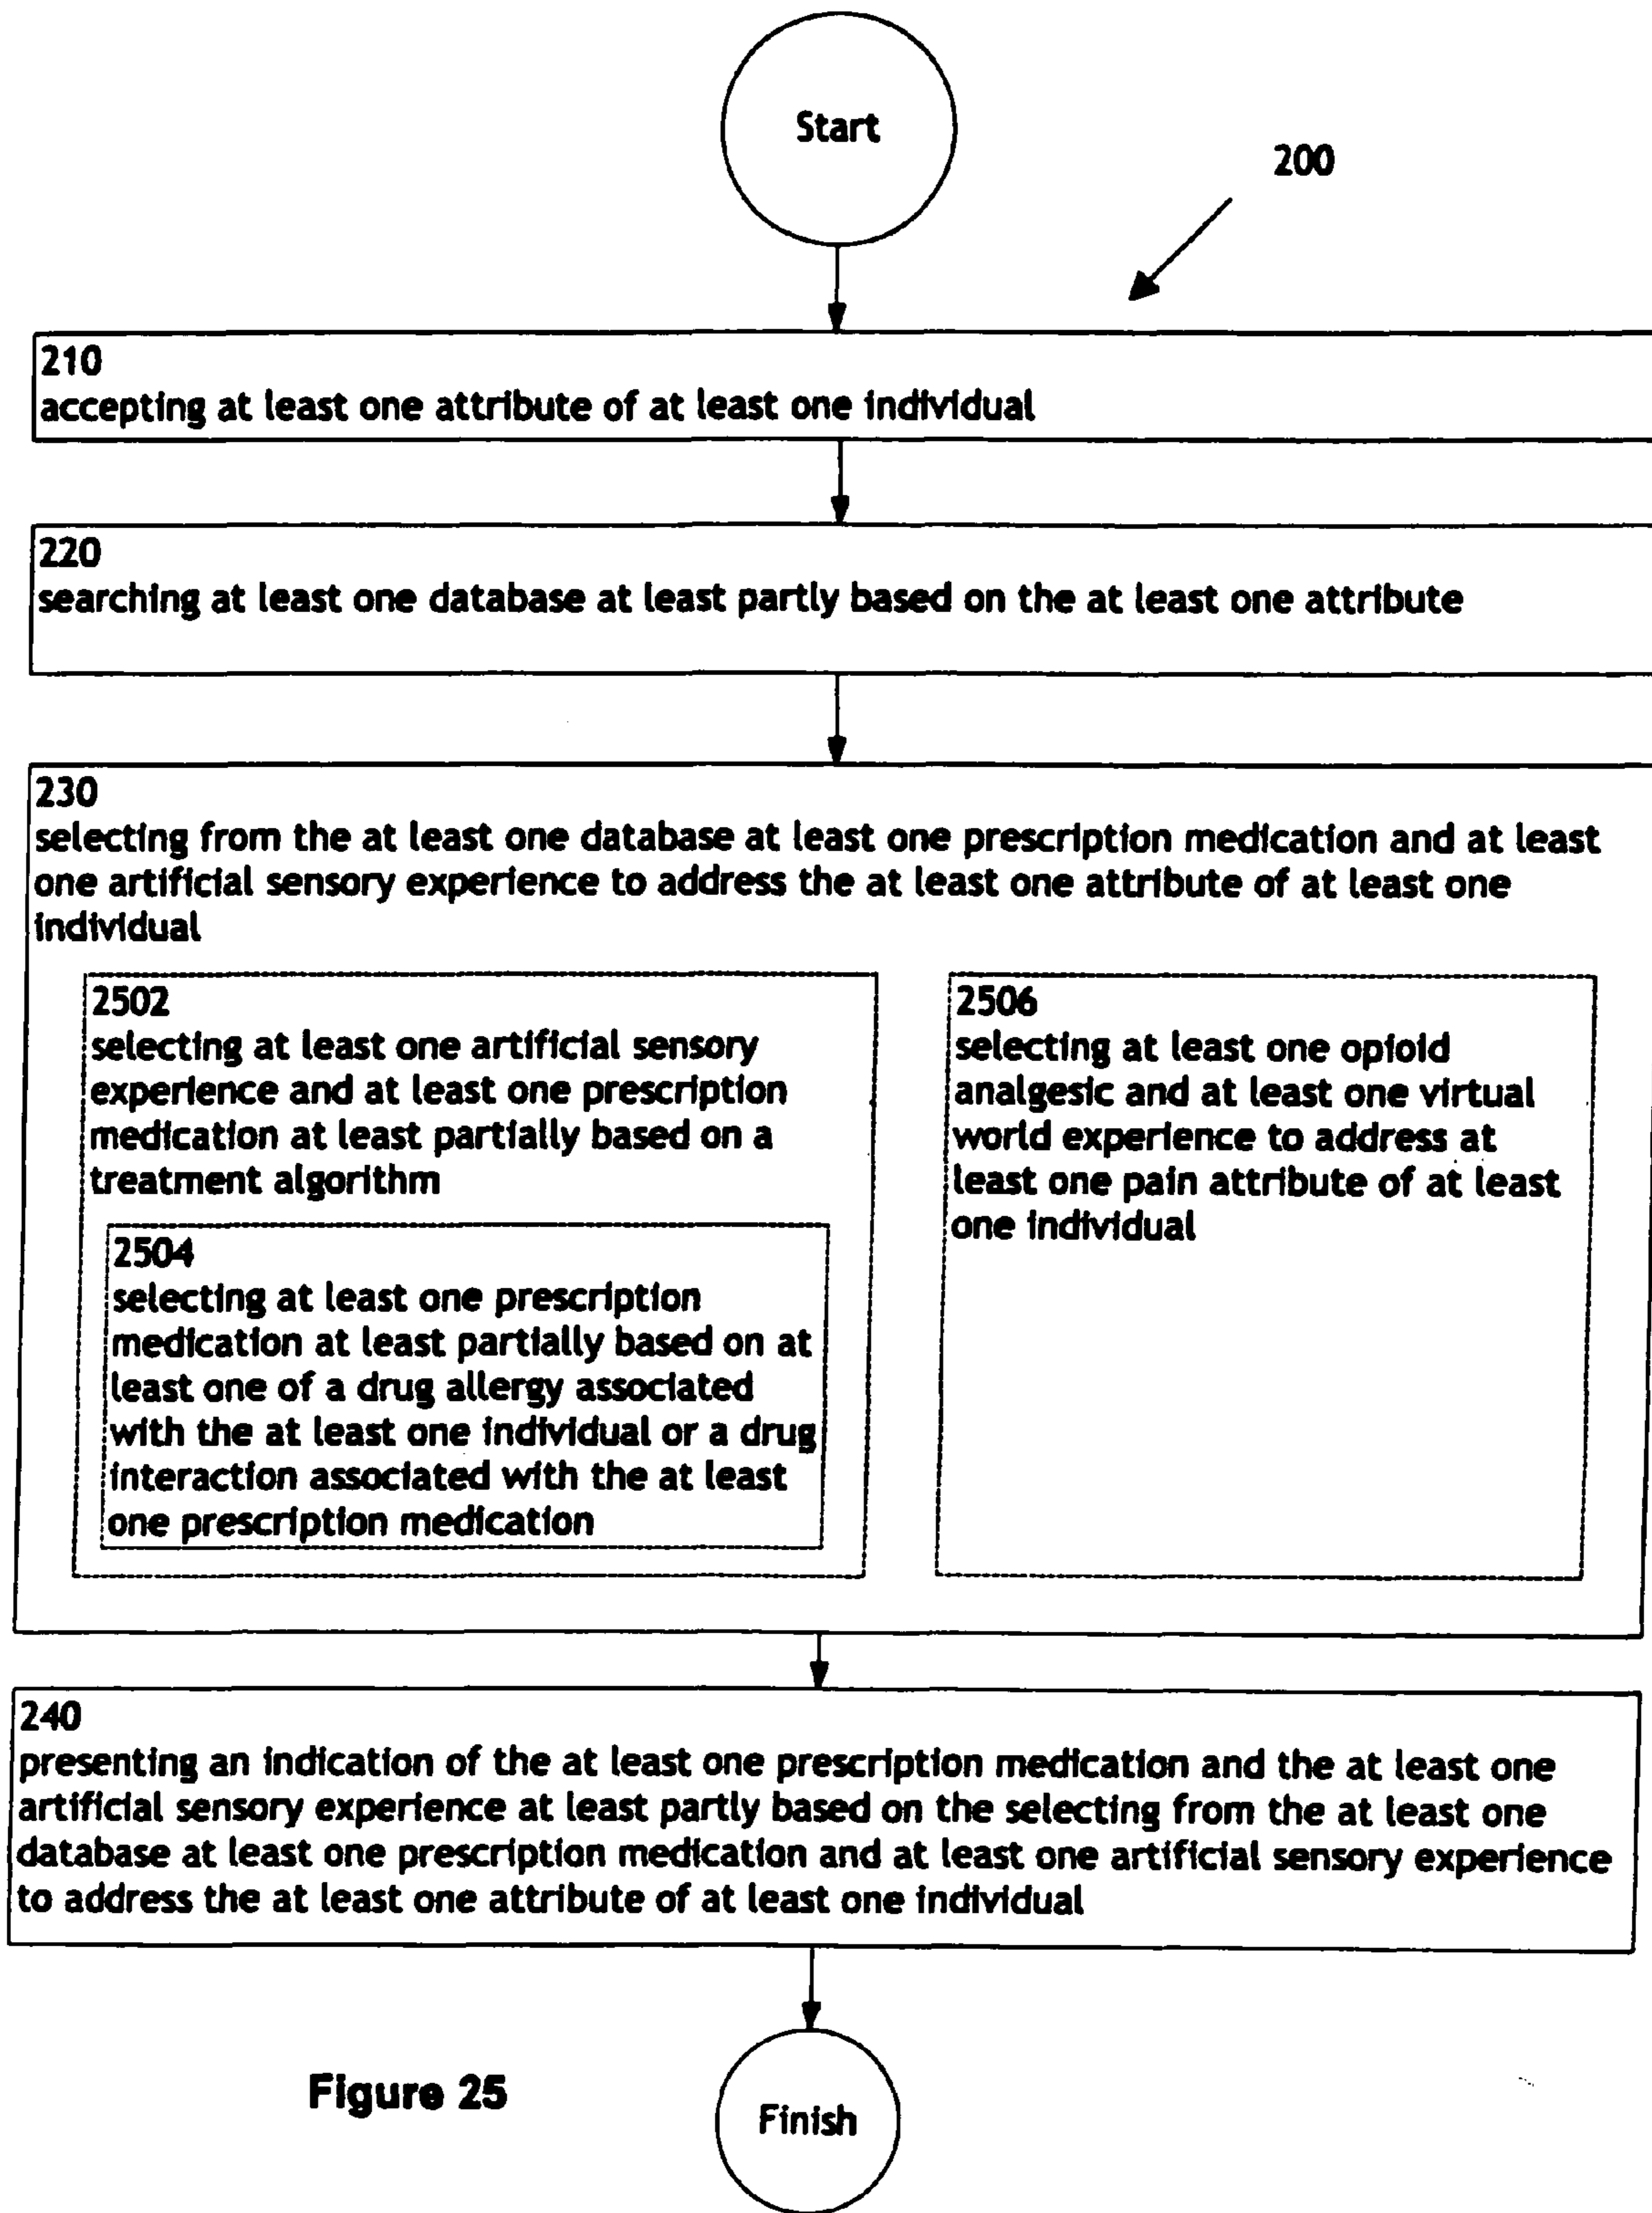 Start
200
210
accepting at least one attribute of at least one individual
220
searching at least one database at least partly based on the at least one attribute
230
selecting from the at least one database at least one prescription medication and at least
one artificial sensory experience to address the at least one attribute of at least one
individual
2502
selecting at least one artificial sensory
experience and at least one prescription
medication at least partially based on a
treatment algorithm
2504
selecting at least one prescription
medication at least partially based on at
least one of a drug allergy associated
with the at least one individual or a drug
interaction associated with the at least
one prescription medication
2506
selecting at least one opioid
analgesic and at least one virtual
world experience to address at
least one pain attribute of at least
one individual
240
presenting an indication of the at least one prescription medication and the at least one
artificial sensory experience at least partly based on the selecting from the at least one
database at least one prescription medication and at least one artificial sensory experience
to address the at least one attribute of at least one individual
Figure 25
Finish